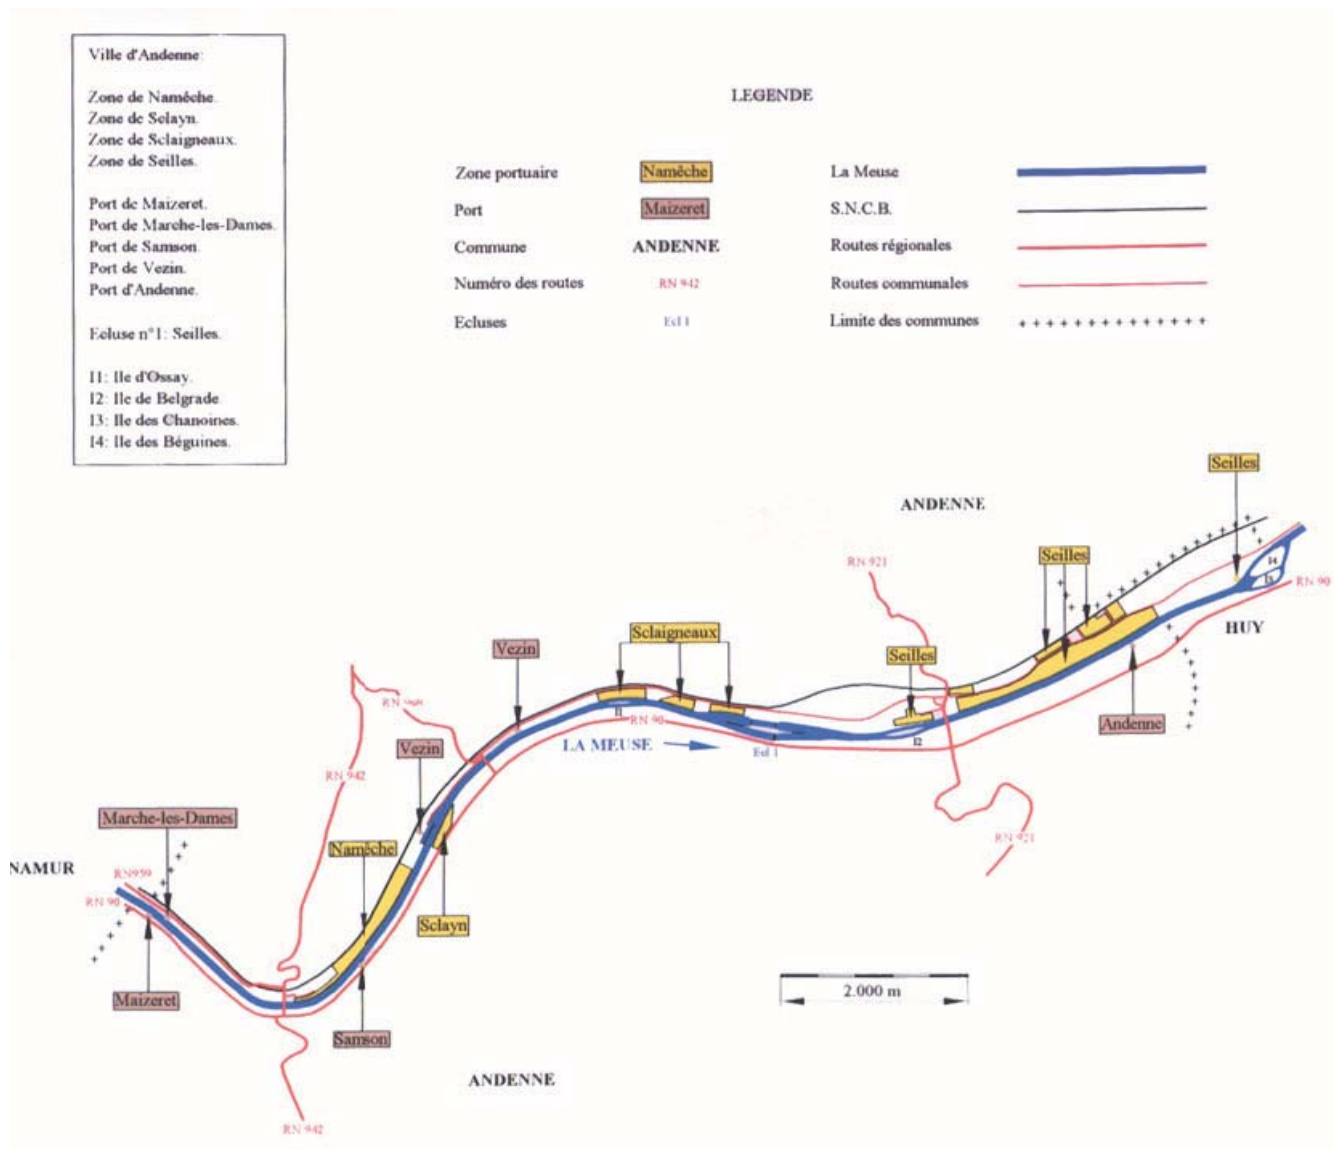 Ville d'Andenne:
Zone de Namêche.
Zone de Sclayn.
Zone de Sclaigneaux.
Zone de Seilles.
Port de Maizeret.
Port de Marche-les-Dames.
Port de Samson.
Port de Vezin.
Port d'Andenne.
Ecluse n°1: Seilles.
I1: Ile d'Ossay.
I2: Ile de Belgrade
I3: Ile des Chanoines.
I4: Ile des Béguines.
LEGENDE
Zone portuaire
Namêche
La Meuse
Port
Maizeret
S.N.C.B.
Commune
ANDENNE
Routes régionales
Numéro des routes
RN 942
Routes communales
Ecluses
Ecl 1
Limite des communes
Seilles
ANDENNE
Seilles
RN 921
I4
I3
RN 90
HUY
Sclaigneaux
Vezin
Seilles
I1
RN 90
LA MEUSE
Ecl 1
I2
Andenne
Vezin
RN 942
RN 921
Marche-les-Dames
Namêche
NAMUR
RN959
RN 90
Sclayn
Maizeret
2.000 m
Samson
ANDENNE
RN 942